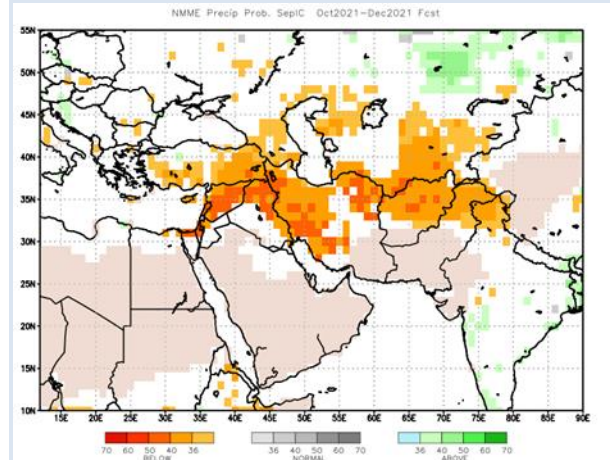 NMME Precip Prob. SepIC Oct2021-Dec2021 Fcst
55N
50N
45N
40N
35N
30N
25N
20N
15N
10N
15E 20E 25E 30E 35E 40E 45E 50E 55E 60E 65E 70E 75E 80E 85E 90E
70 60 50 40 36 36 40 50 60 70 36 40 50 60 70
BELOW NORMAL ABOVE